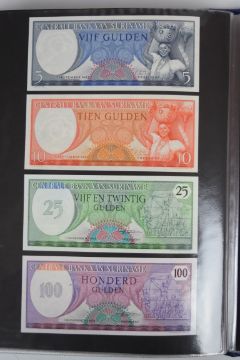 CENTRALE BANK VAN SURINAME
VIJF GULDEN
5
5
CENTRALE BANK VAN SURINAME
TIEN GULDEN
10
10
CENTRALE BANK VAN SURINAME
25
VIJF EN TWINTIG
GULDEN
25
CENTRALE BANK VAN SURINAME
100
HONDERD
GULDEN
100